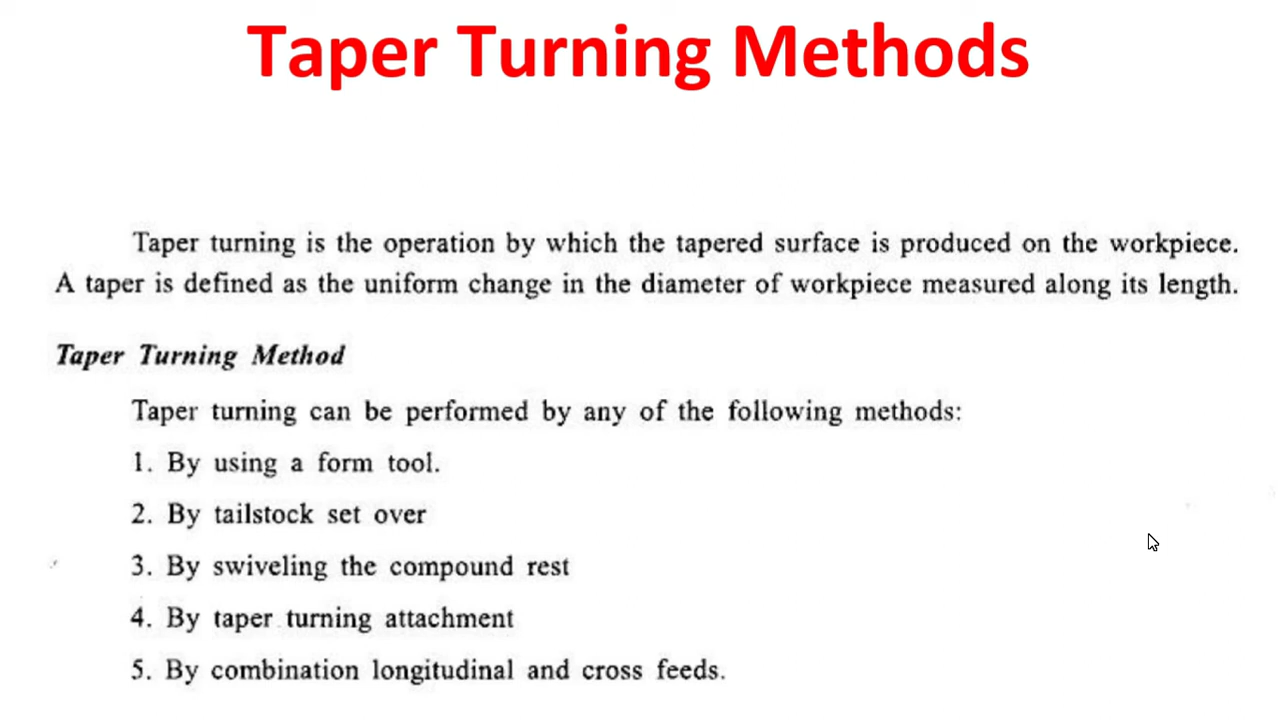 Taper Turning Methods
Taper turning is the operation by which the tapered surface is produced on the workpiece.
A taper is defined as the uniform change in the diameter of workpiece measured along its length.
Taper Turning Method
Taper turning can be performed by any of the following methods:
1. By using a form tool.
2. By tailstock set over
3. By swiveling the compound rest
4. By taper turning attachment
5. By combination longitudinal and cross feeds.